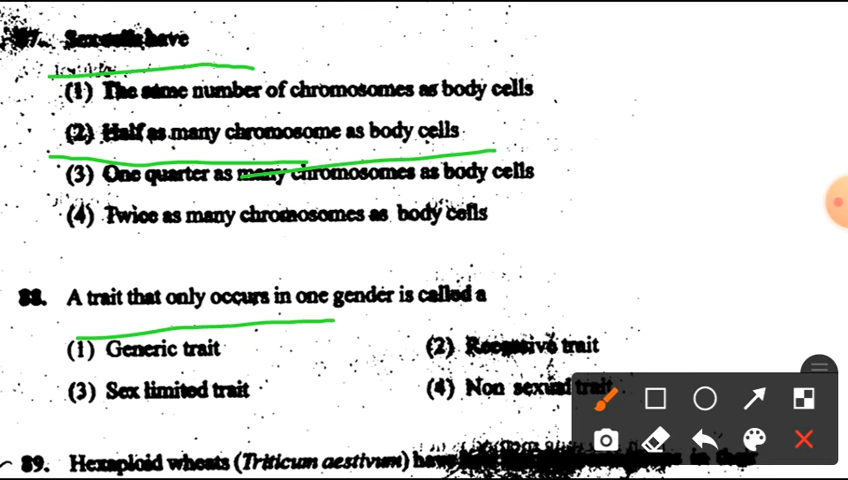 87. Sex cells have
(1) The same number of chromosomes as body cells
(2) Half as many chromosome as body cells
(3) One quarter as many chromosomes as body cells
(4) Twice as many chromosomes as body cells
88. A trait that only occurs in one gender is called a
(1) Generic trait
(2) Recessive trait
(3) Sex limited trait
(4) Non sexual trait
89. Hexaploid wheats (Triticum aestivum) have